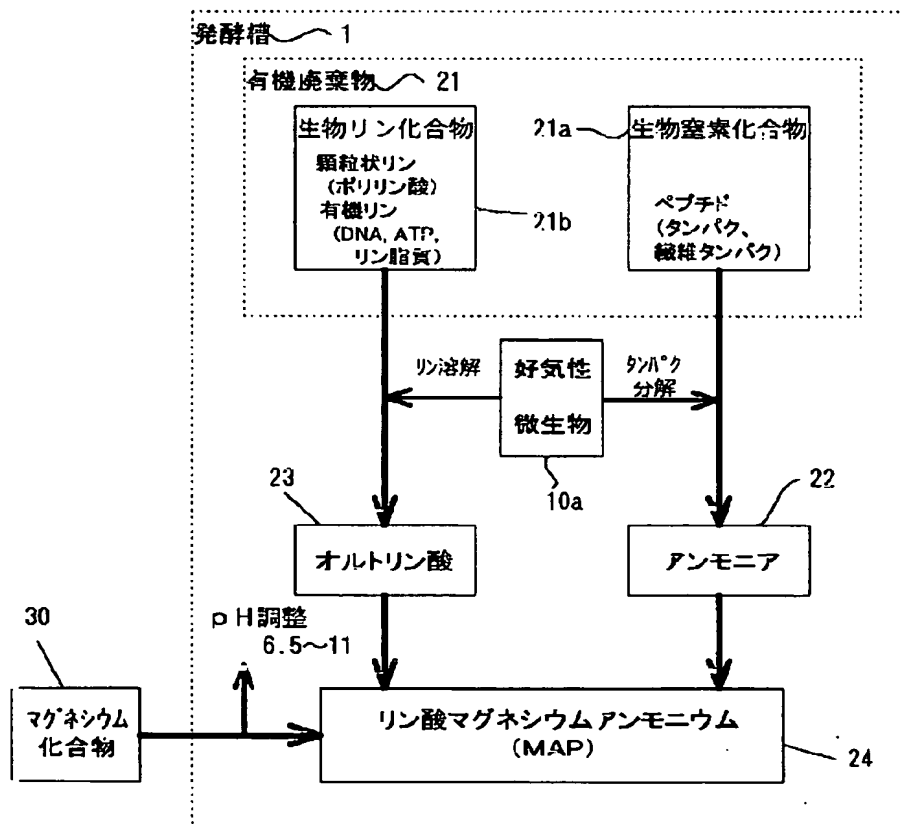 発酵槽 1
有機廃棄物 21
生物リン化合物
顆粒状リン
(ポリリン酸)
有機リン
(DNA, ATP,
リン脂質)
21b
21a
生物窒素化合物
ペプチド
(タンパク、
繊維タンパク)
リン溶解
好気性
微生物
10a
タンパク
分解
23
オルトリン酸
22
アンモニア
30
マグネシウム
化合物
pH調整
6.5～11
リン酸マグネシウムアンモニウム
(MAP)
24